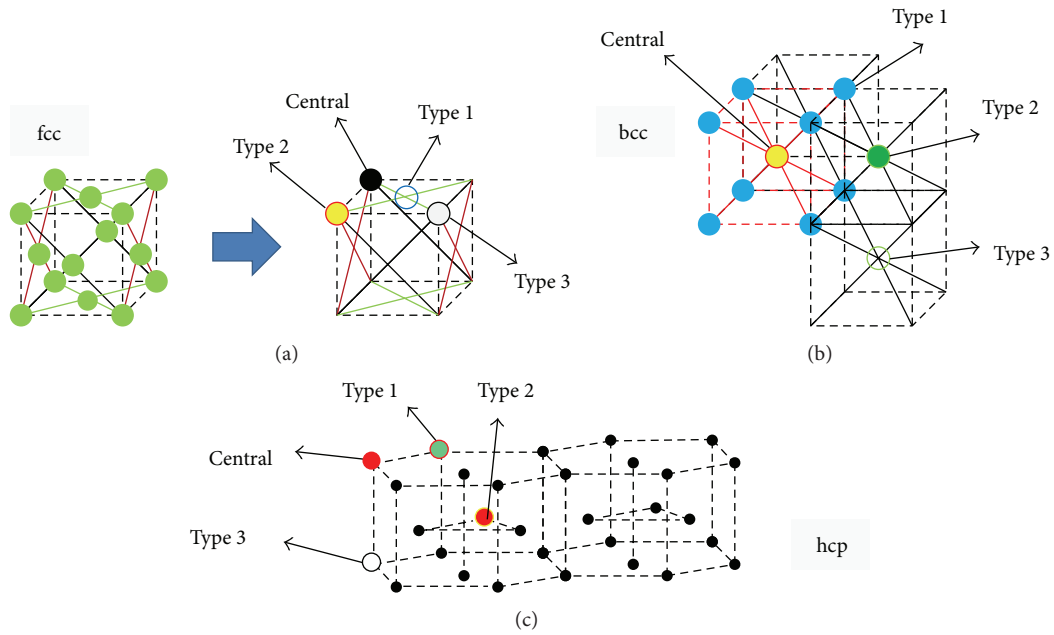 fcc
Central
Type 1
Type 2
Type 3
(a)
Central
Type 1
bcc
Type 2
Type 3
(b)
Type 1
Type 2
Central
Type 3
hcp
(c)